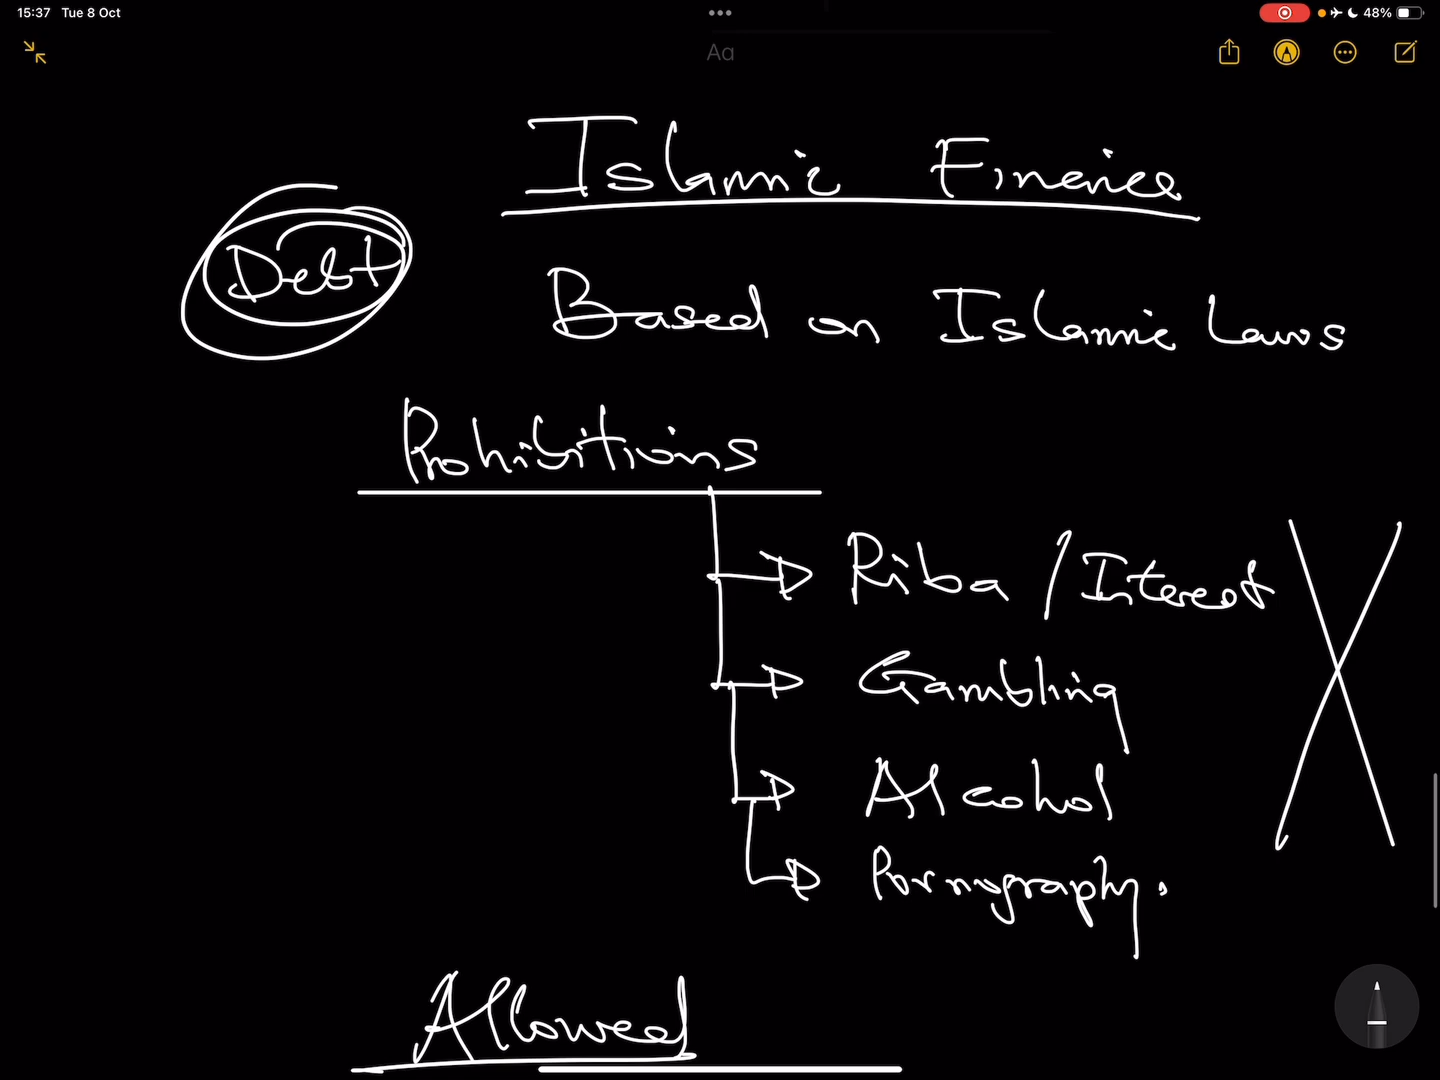 15:37 Tue 8 Oct 48%
Aa
Islamic Finance
Debt
Based on Islamic Laws
Prohibitions
Riba / Interest
Gambling
Alcohol
Pornography.
Allowed